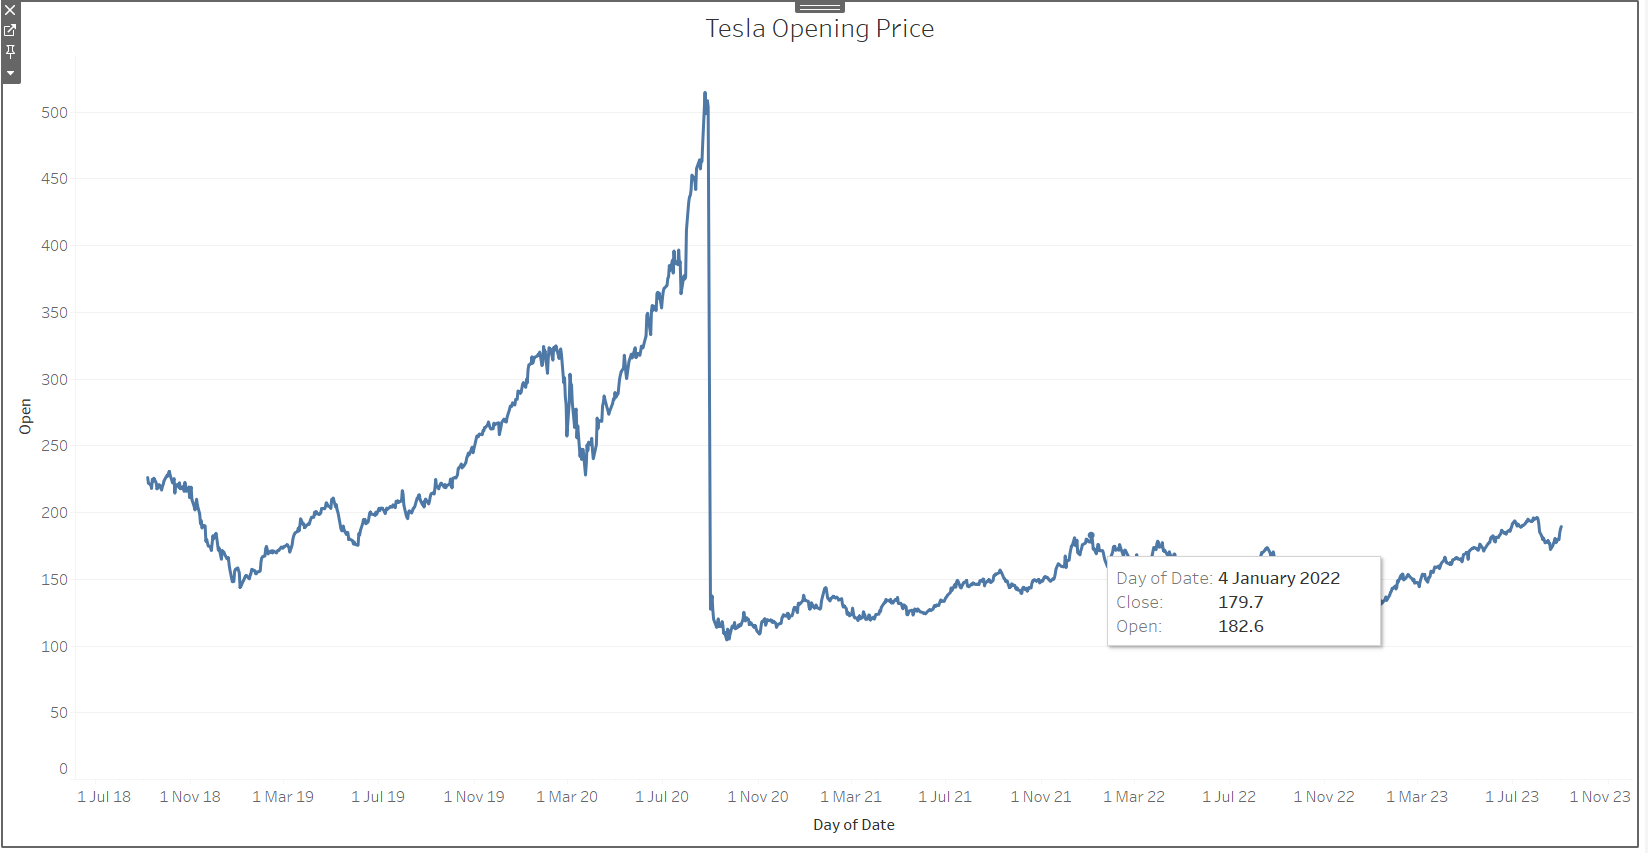 Tesla Opening Price
500
450
400
350
300
250
200
150
100
50
0
Open
Day of Date: 4 January 2022
Close: 179.7
Open: 182.6
1 Jul 18 1 Nov 18 1 Mar 19 1 Jul 19 1 Nov 19 1 Mar 20 1 Jul 20 1 Nov 20 1 Mar 21 1 Jul 21 1 Nov 21 1 Mar 22 1 Jul 22 1 Nov 22 1 Mar 23 1 Jul 23 1 Nov 23
Day of Date